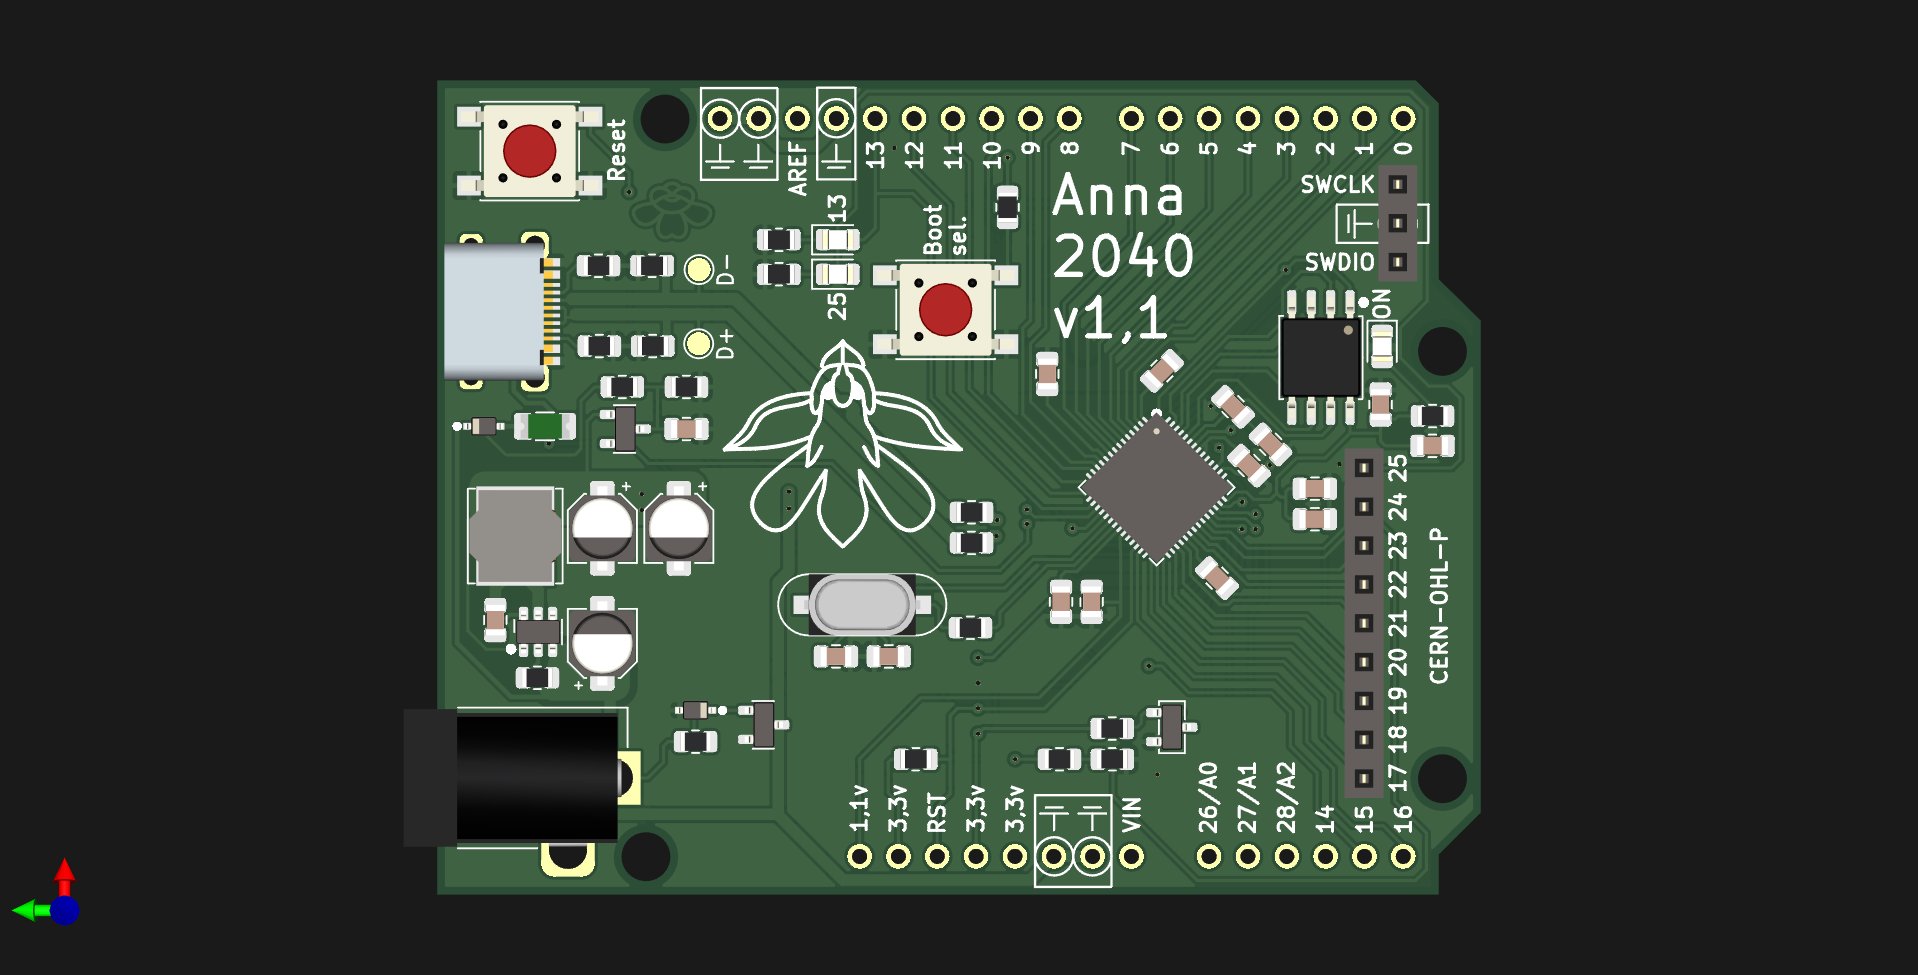 Reset
AREF
13
12
11
10
9
8
7
6
5
4
3
2
1
0
SWCLK
SWDIO
Anna
2040
v1,1
Boot
sel.
13
25
D-
D+
ON
+
+
+
25
24
23
22
21
20
19
18
17
CERN-OHL-P
1,1v
3,3v
RST
3,3v
3,3v
VIN
26/A0
27/A1
28/A2
14
15
16